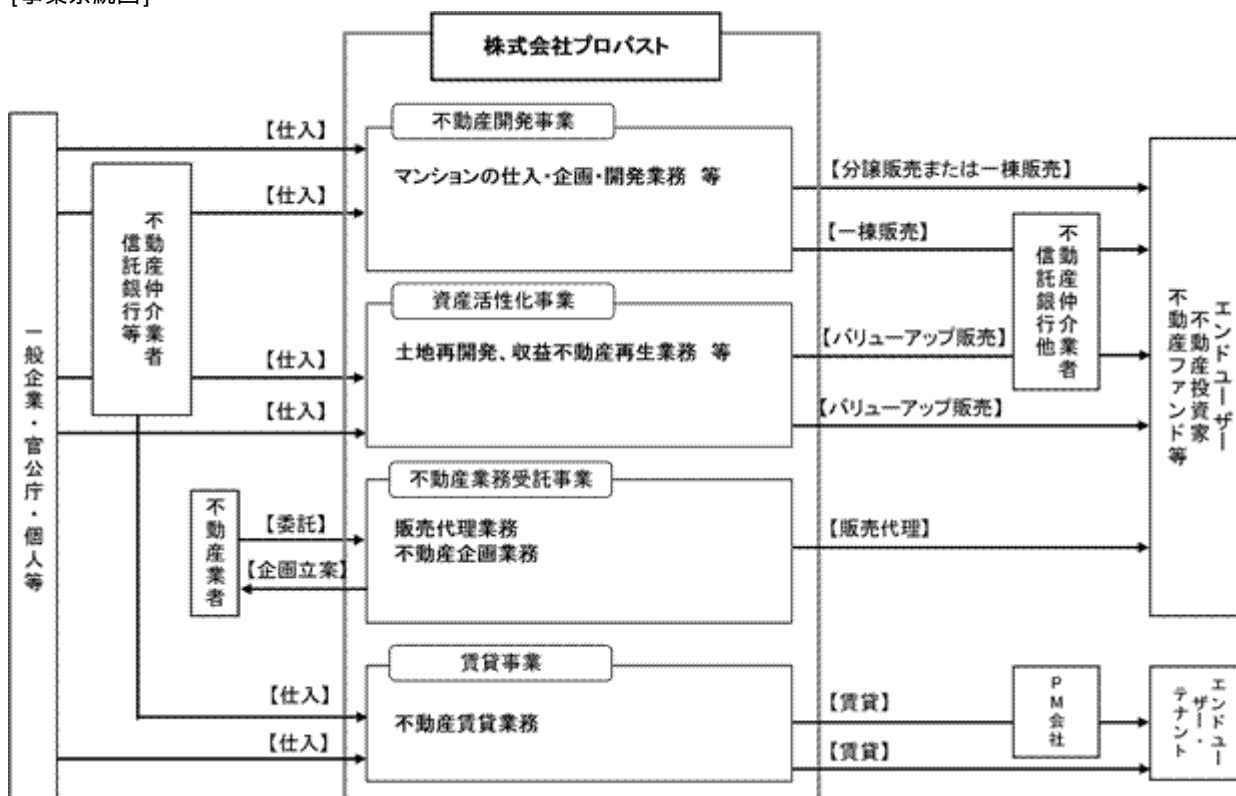 [事業系統図]
株式会社プロパスト
一般企業・官公庁・個人等
不動産仲介業者
信託銀行等
【仕入】
【仕入】
不動産開発事業
マンションの仕入・企画・開発業務 等
【分譲販売または一棟販売】
【一棟販売】
不動産仲介業者
信託銀行他
エンドユーザー
不動産投資家
不動産ファンド等
【仕入】
【仕入】
資産活性化事業
土地再開発、収益不動産再生業務 等
【バリューアップ販売】
【バリューアップ販売】
不動産業者
【委託】
【企画立案】
不動産業務受託事業
販売代理業務
不動産企画業務
【販売代理】
【仕入】
【仕入】
賃貸事業
不動産賃貸業務
【賃貸】
【賃貸】
PM会社
エンドユー
ザー・
テナント